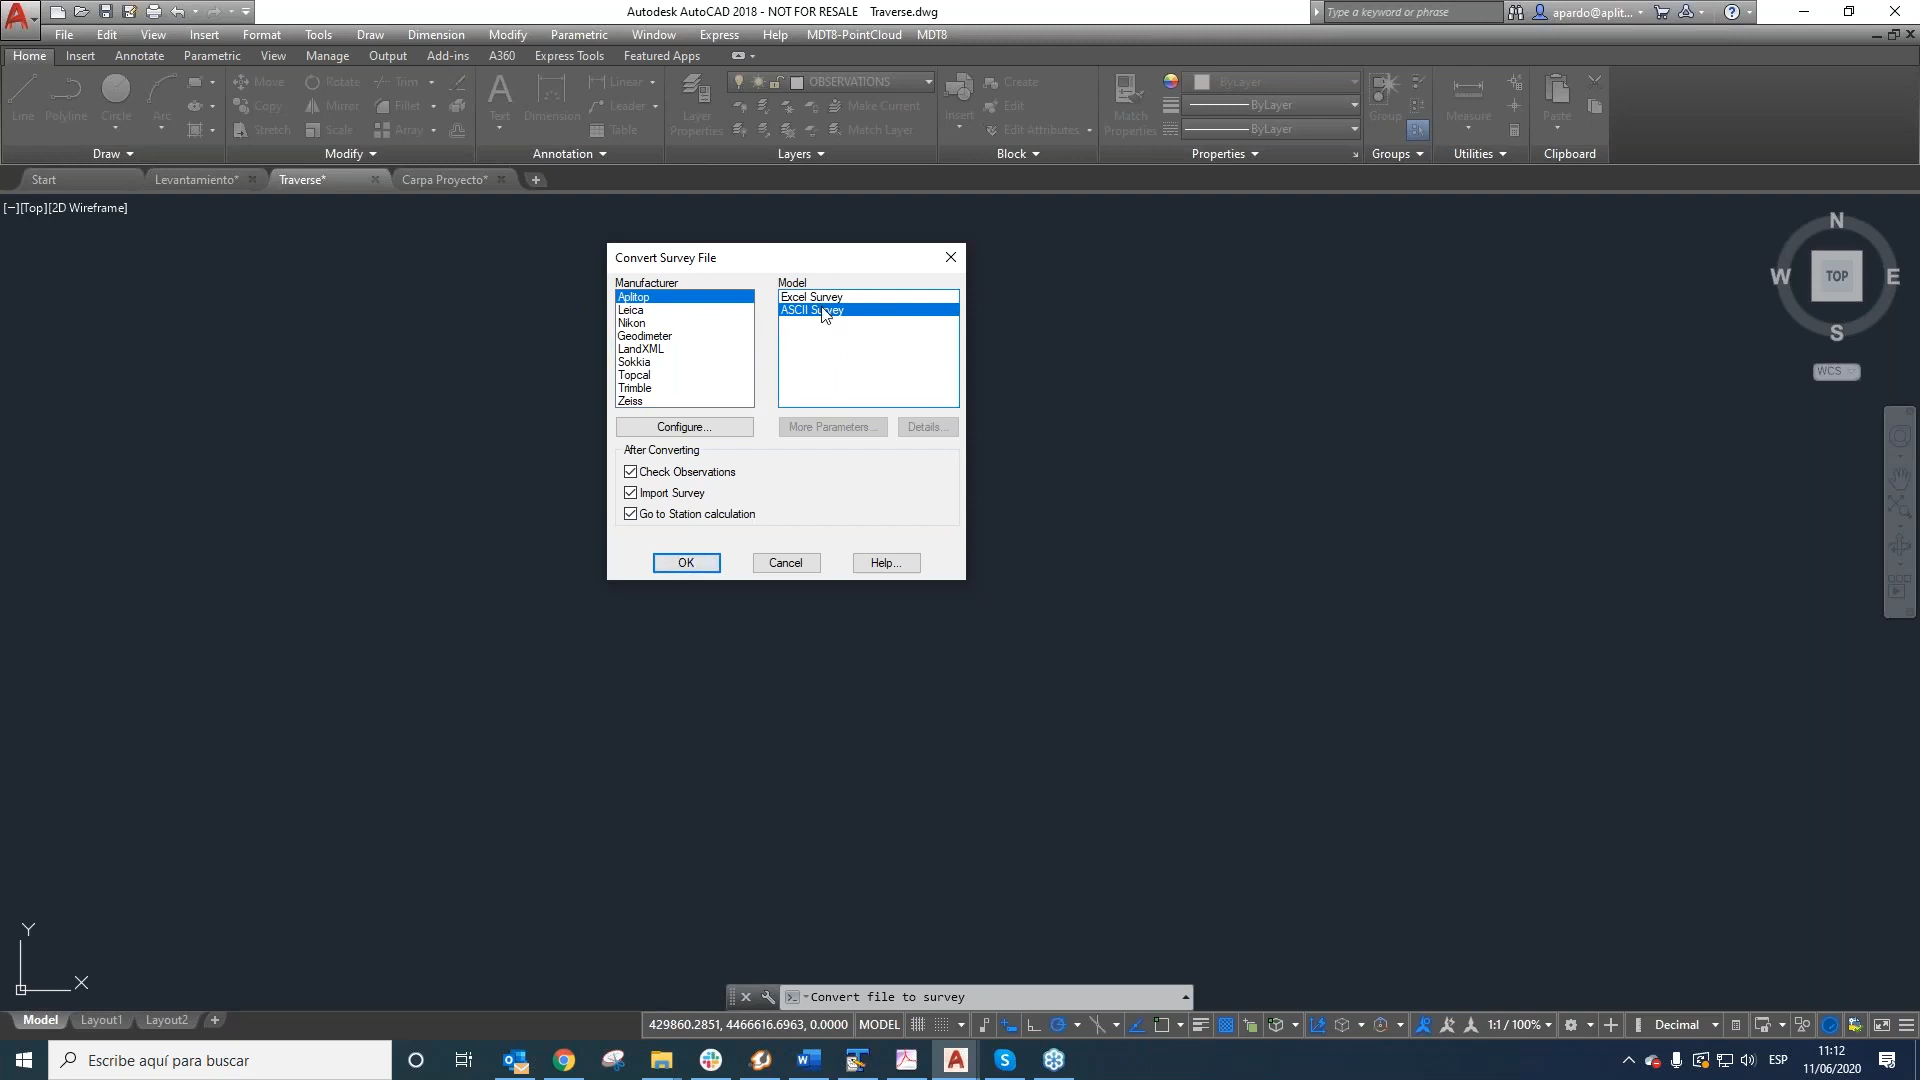 Autodesk AutoCAD 2018 - NOT FOR RESALE Traverse.dwg
Type a keyword or phrase
apardo@aplit...
File Edit View Insert Format Tools Draw Dimension Modify Parametric Window Express Help MDT8-PointCloud MDT8
Home Insert Annotate Parametric View Manage Output Add-ins A360 Express Tools Featured Apps
Line Polyline Circle Arc
Move Rotate Trim
Copy Mirror Fillet
Stretch Scale Array
Text Dimension
Linear
Leader
Table
Layer Properties
OBSERVATIONS
Make Current
Match Layer
Insert
Create
Edit
Edit Attributes
Match Properties
ByLayer
ByLayer
ByLayer
Group
Measure
Paste
Draw Modify Annotation Layers Block Properties Groups Utilities Clipboard
Start Levantamiento* Traverse* Carpa Proyecto*
[−][Top][2D Wireframe]
N
W TOP E
S
WCS
Convert Survey File
Manufacturer
Aplitop
Leica
Nikon
Geodimeter
LandXML
Sokkia
Topcal
Trimble
Zeiss
Model
Excel Survey
ASCII Survey
Configure...
More Parameters...
Details...
After Converting
Check Observations
Import Survey
Go to Station calculation
OK Cancel Help...
Y
X
Convert file to survey
Model Layout1 Layout2
429860.2851, 4466616.6963, 0.0000 MODEL
1:1 / 100%
Decimal
Escribe aquí para buscar
ESP
11:12
11/06/2020